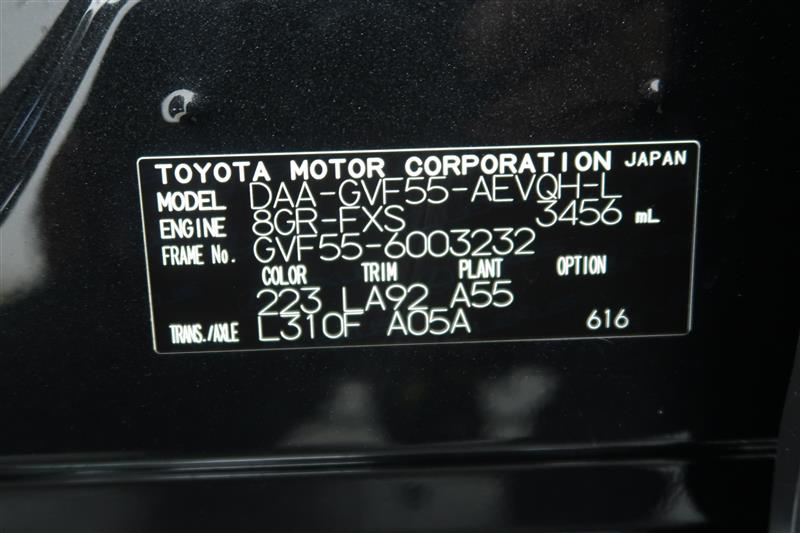 TOYOTA MOTOR CORPORATION JAPAN
MODEL DAA-GVF55-AEVQH-L
ENGINE 8GR-FXS 3456 mL
FRAME No. GVF55-6003232
COLOR TRIM PLANT OPTION
223 LA92 A55
TRANS./AXLE L310F A05A 616